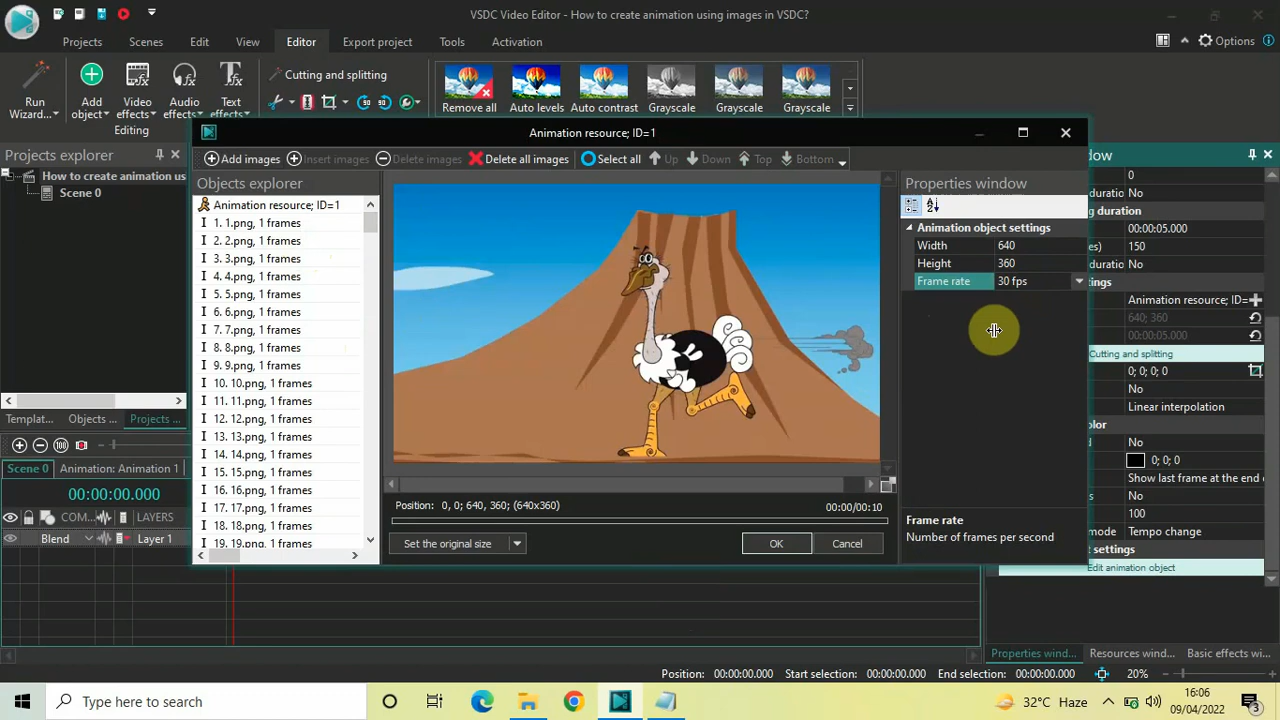 VSDC Video Editor - How to create animation using images in VSDC?
Projects Scenes Edit View Editor Export project Tools Activation
Options
Run Wizard...
Add object
Video effects
Audio effects
Text effects
Cutting and splitting
Editing
Remove all
Auto levels
Auto contrast
Grayscale
Grayscale
Grayscale
Projects explorer
How to create animation us
Scene 0
Templat...
Objects ...
Projects ...
Animation resource; ID=1
Add images
Insert images
Delete images
Delete all images
Select all
Up
Down
Top
Bottom
Objects explorer
Animation resource; ID=1
1. 1.png, 1 frames
2. 2.png, 1 frames
3. 3.png, 1 frames
4. 4.png, 1 frames
5. 5.png, 1 frames
6. 6.png, 1 frames
7. 7.png, 1 frames
8. 8.png, 1 frames
9. 9.png, 1 frames
10. 10.png, 1 frames
11. 11.png, 1 frames
12. 12.png, 1 frames
13. 13.png, 1 frames
14. 14.png, 1 frames
15. 15.png, 1 frames
16. 16.png, 1 frames
17. 17.png, 1 frames
18. 18.png, 1 frames
19. 19.png, 1 frames
Position: 0, 0; 640, 360; (640x360)
00:00/00:10
Set the original size
OK
Cancel
Properties window
Animation object settings
Width 640
Height 360
Frame rate 30 fps
Frame rate
Number of frames per second
ndow
0
duratio No
ng duration
00:00:05.000
es) 150
duratio No
ttings
Animation resource; ID=
640; 360
00:00:05.000
Cutting and splitting
0; 0; 0; 0
No
Linear interpolation
olor
d No
0; 0; 0
Show last frame at the end
s No
100
mode Tempo change
t settings
Edit animation object
Properties wind...
Resources wind...
Basic effects wi...
Scene 0
Animation: Animation 1
00:00:00.000
COM...
LAYERS
Blend
Layer 1
Position: 00:00:00.000
Start selection: 00:00:00.000
End selection: 00:00:00.000
20%
Type here to search
32°C Haze
16:06
09/04/2022
3